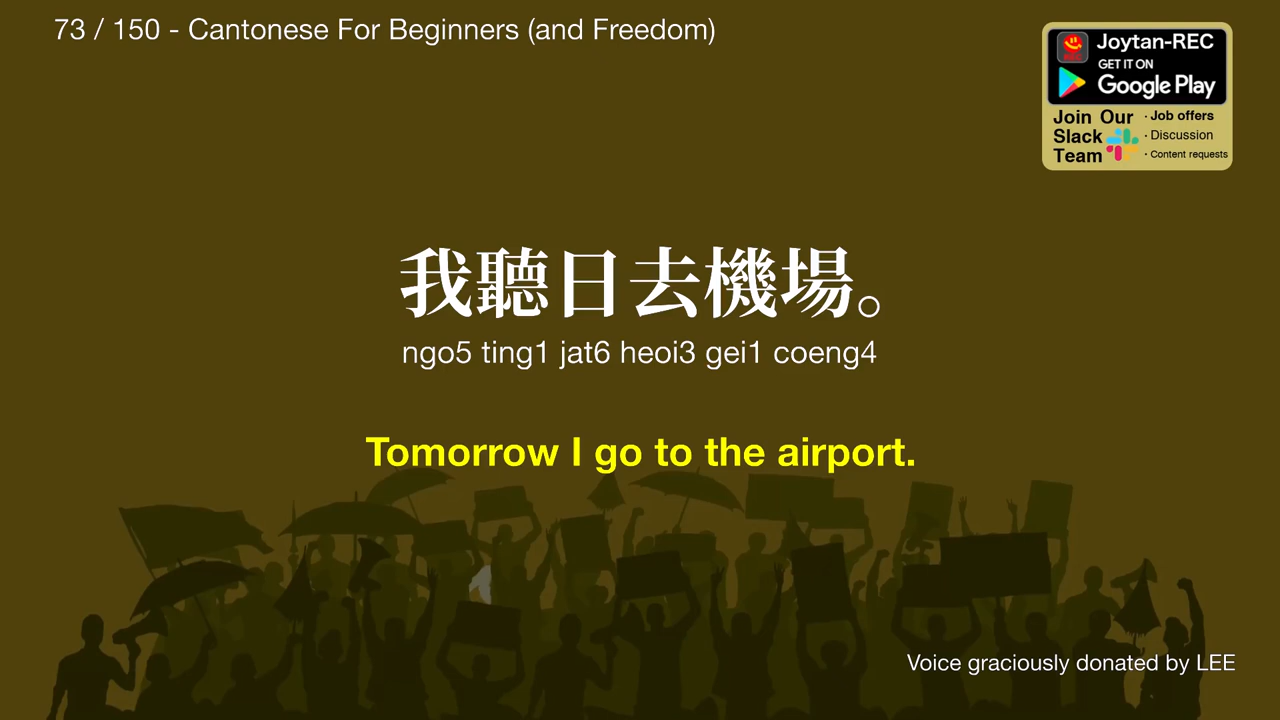 73 / 150 - Cantonese For Beginners (and Freedom)
Joytan-REC
GET IT ON
Google Play
Join Our
Slack
Team
· Job offers
· Discussion
· Content requests
我聽日去機場。
ngo5 ting1 jat6 heoi3 gei1 coeng4
Tomorrow I go to the airport.
Voice graciously donated by LEE